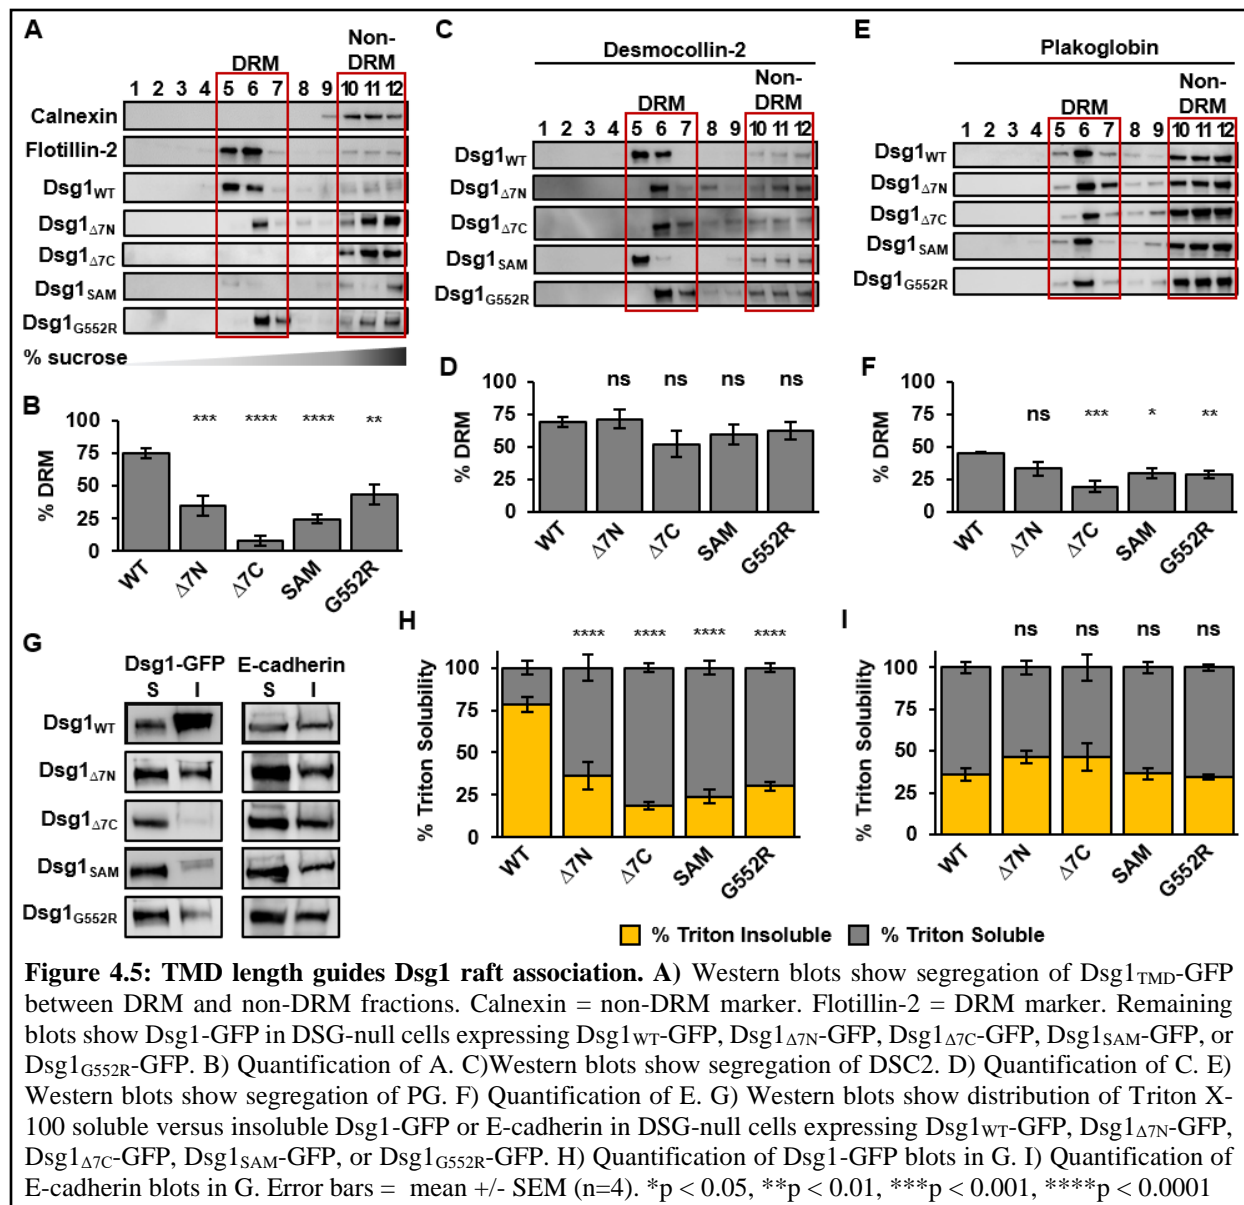 A
DRM
Non-
DRM
1 2 3 4 5 6 7 8 9 10 11 12
Calnexin
Flotillin-2
Dsg1WT
Dsg1Δ7N
Dsg1Δ7C
Dsg1SAM
Dsg1G552R
% sucrose
B
100
75
50
25
0
% DRM
*** **** **** **
WT Δ7N Δ7C SAM G552R
C
Desmocollin-2
DRM
Non-
DRM
1 2 3 4 5 6 7 8 9 10 11 12
Dsg1WT
Dsg1Δ7N
Dsg1Δ7C
Dsg1SAM
Dsg1G552R
D
100
75
50
25
0
% DRM
ns ns ns ns
WT Δ7N Δ7C SAM G552R
E
Plakoglobin
DRM
Non-
DRM
1 2 3 4 5 6 7 8 9 10 11 12
Dsg1WT
Dsg1Δ7N
Dsg1Δ7C
Dsg1SAM
Dsg1G552R
F
100
75
50
25
0
% DRM
ns *** * **
WT Δ7N Δ7C SAM G552R
G
Dsg1-GFP E-cadherin
S I S I
Dsg1WT
Dsg1Δ7N
Dsg1Δ7C
Dsg1SAM
Dsg1G552R
H
**** **** **** ****
100
75
50
25
0
% Triton Solubility
WT Δ7N Δ7C SAM G552R
I
ns ns ns ns
100
75
50
25
0
% Triton Solubility
WT Δ7N Δ7C SAM G552R
% Triton Insoluble % Triton Soluble
Figure 4.5: TMD length guides Dsg1 raft association. A) Western blots show segregation of Dsg1TMD-GFP
between DRM and non-DRM fractions. Calnexin = non-DRM marker. Flotillin-2 = DRM marker. Remaining
blots show Dsg1-GFP in DSG-null cells expressing Dsg1WT-GFP, Dsg1Δ7N-GFP, Dsg1Δ7C-GFP, Dsg1SAM-GFP, or
Dsg1G552R-GFP. B) Quantification of A. C)Western blots show segregation of DSC2. D) Quantification of C. E)
Western blots show segregation of PG. F) Quantification of E. G) Western blots show distribution of Triton X-
100 soluble versus insoluble Dsg1-GFP or E-cadherin in DSG-null cells expressing Dsg1WT-GFP, Dsg1Δ7N-GFP,
Dsg1Δ7C-GFP, Dsg1SAM-GFP, or Dsg1G552R-GFP. H) Quantification of Dsg1-GFP blots in G. I) Quantification of
E-cadherin blots in G. Error bars = mean +/- SEM (n=4). *p < 0.05, **p < 0.01, ***p < 0.001, ****p < 0.0001